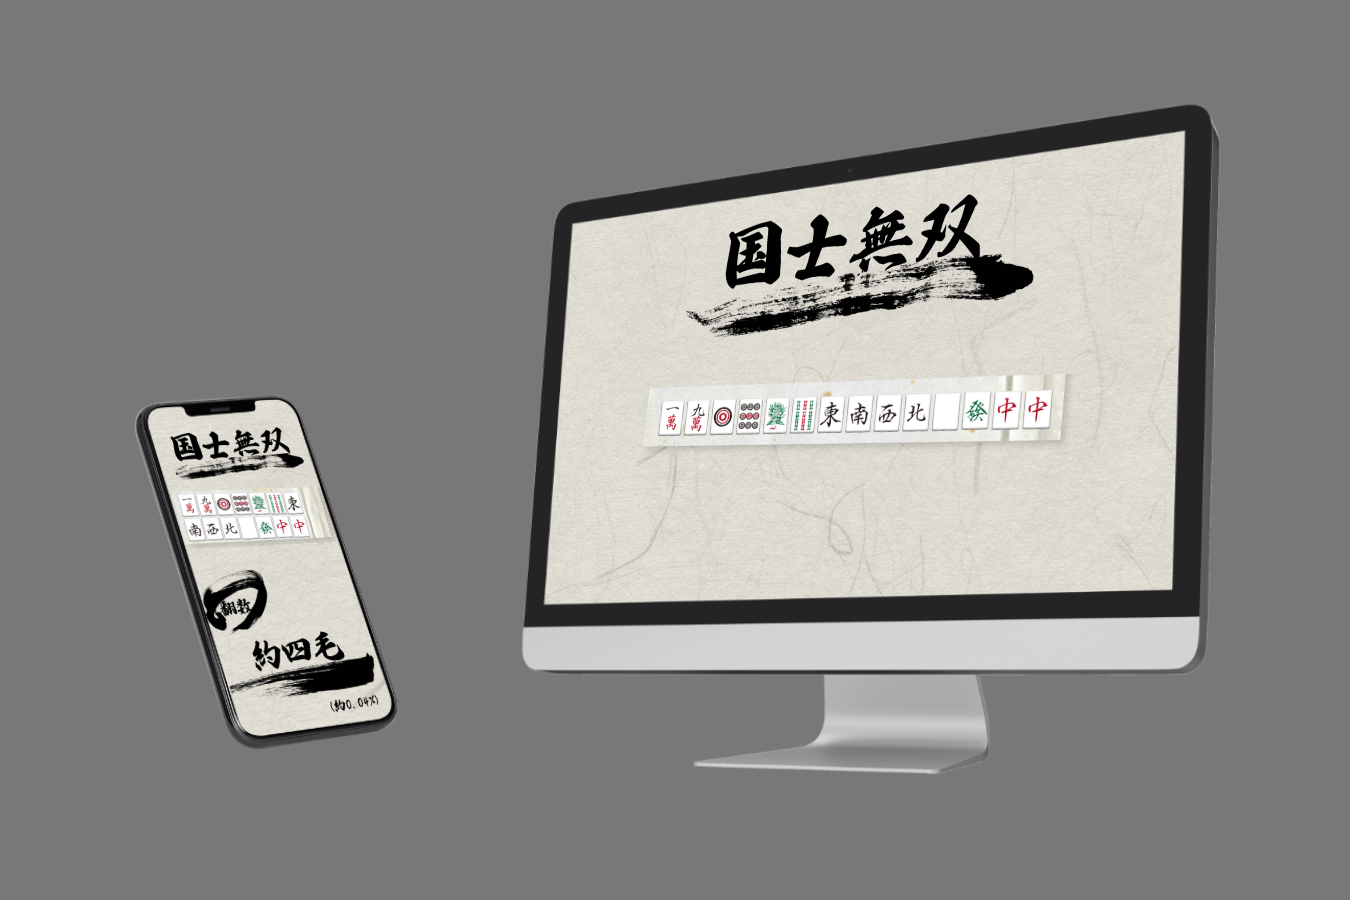 国士無双
一萬 九萬 東 南 西 北 發 中 中
国士無双
一萬 九萬 東
南 西 北 發 中 中
翻数
約四毛
(約0.04%)